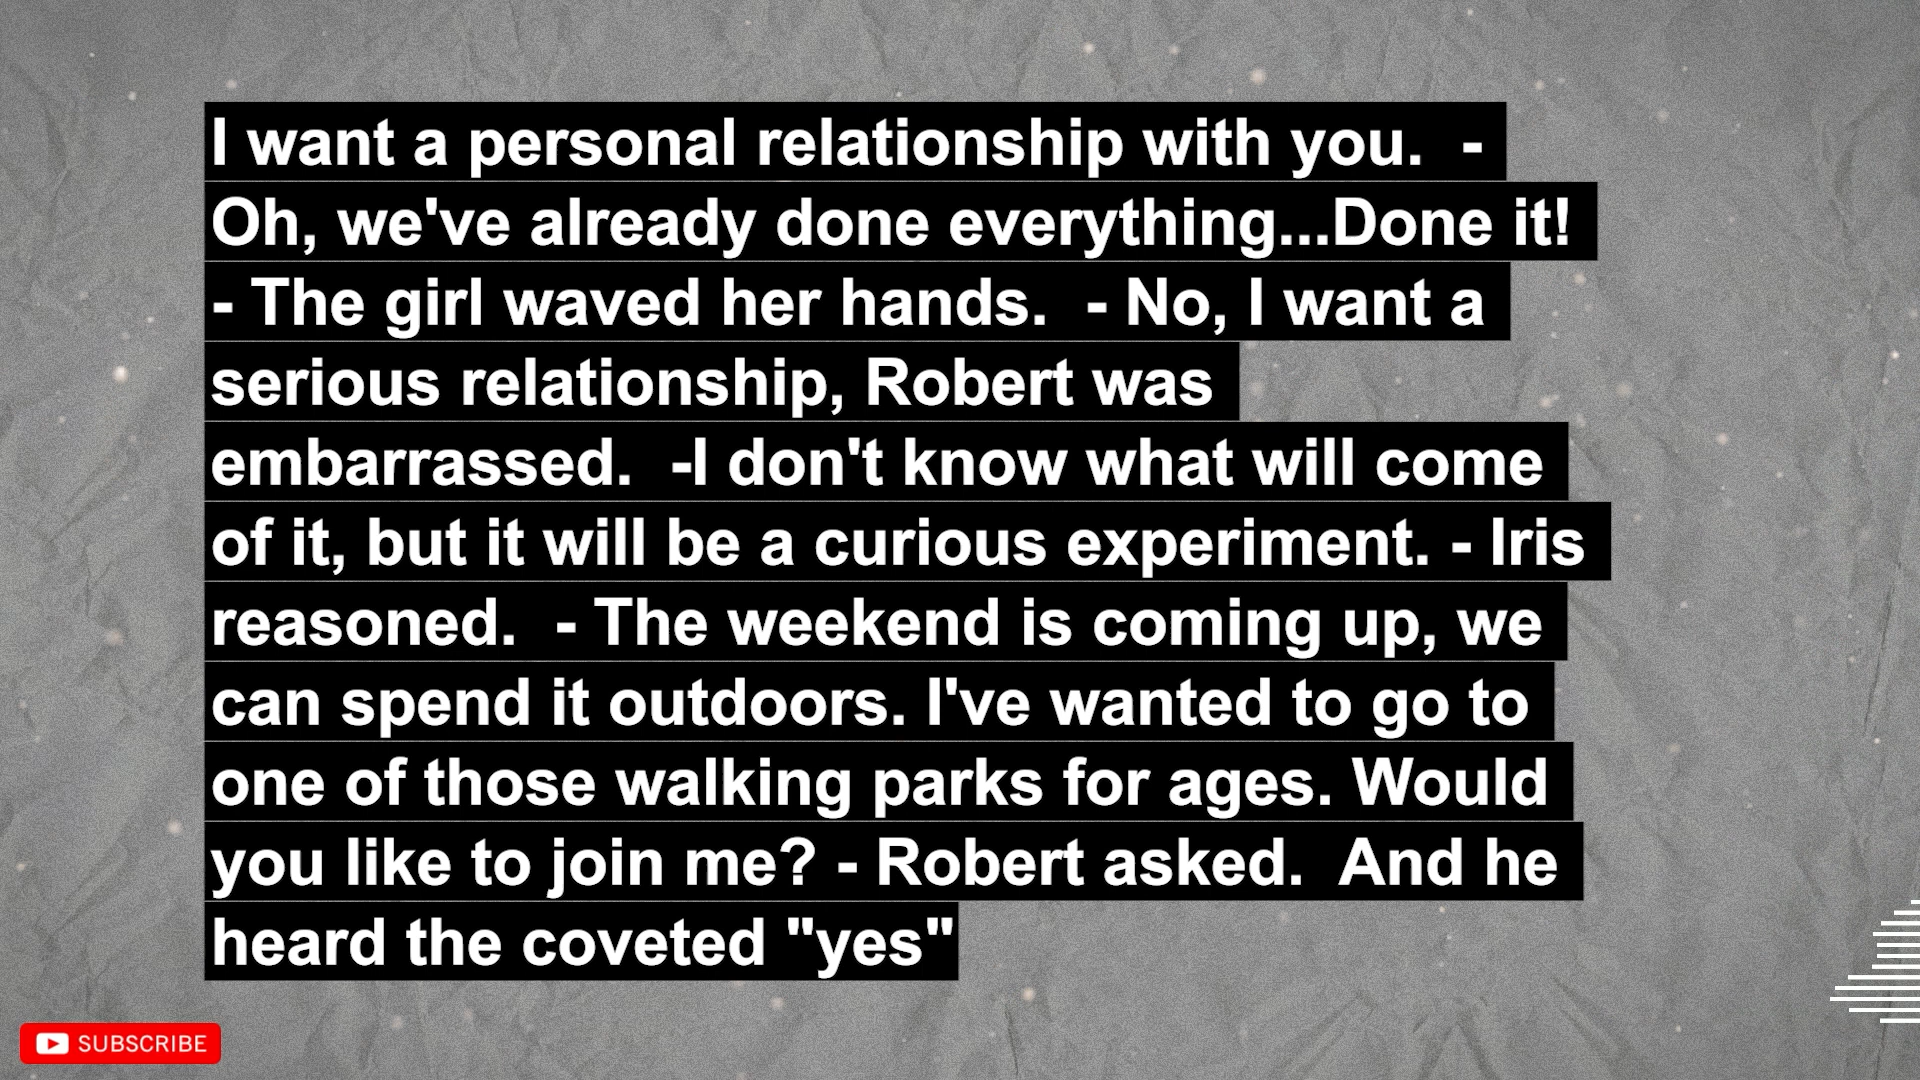 I want a personal relationship with you.  -
Oh, we've already done everything...Done it!
- The girl waved her hands.  - No, I want a
serious relationship, Robert was
embarrassed.  -I don't know what will come
of it, but it will be a curious experiment. - Iris
reasoned.  - The weekend is coming up, we
can spend it outdoors. I've wanted to go to
one of those walking parks for ages. Would
you like to join me? - Robert asked.  And he
heard the coveted "yes"
SUBSCRIBE